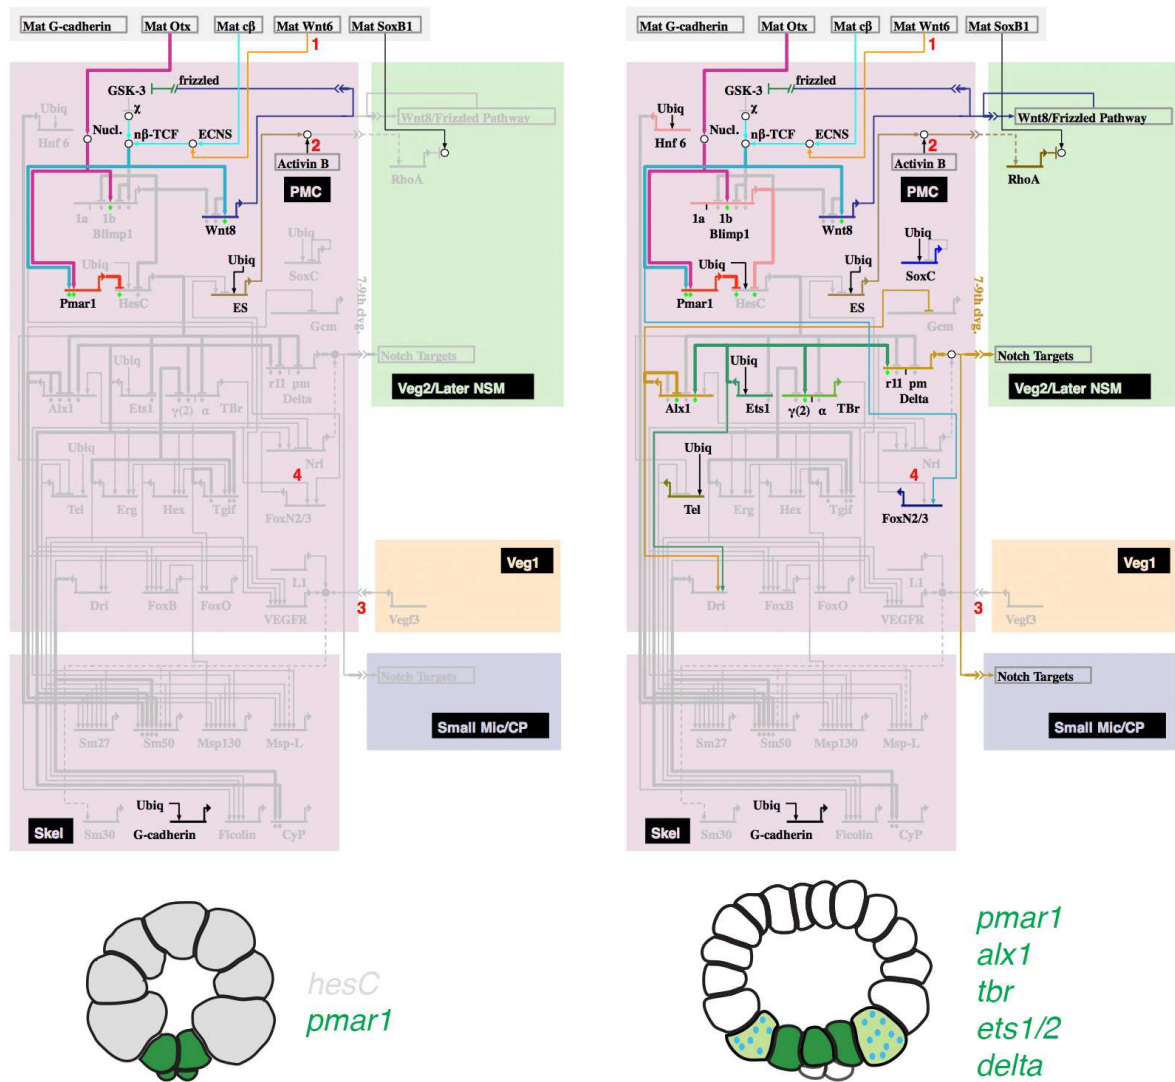 Mat G-cadherin Mat Otx Mat cβ Mat Wnt6 Mat SoxB1
1
frizzled
GSK-3
χ
Ubiq
Wnt8/Frizzled Pathway
Hnf 6
Nucl.
nβ-TCF
ECNS
2
Activin B
RhoA
PMC
1a 1b
Blimp1
Wnt8
Ubiq
Ubiq
Ubiq
SoxC
Pmar1
HesC
ES
7-9th dvg.
Gcm
Ubiq
Notch Targets
r11 pm
Delta
Alx1
Ets1
γ(2) α
TBr
Veg2/Later NSM
Ubiq
Nrl
4
Tel
Erg
Hex
Tgif
FoxN2/3
Veg1
L1
Dri
FoxB
FoxO
VEGFR
3
Vegf3
Notch Targets
Sm27
Sm50
Msp130
Msp-L
Small Mic/CP
Ubiq
Skel
Sm30
G-cadherin
Ficolin
CyP
hesC
pmar1
Mat G-cadherin Mat Otx Mat cβ Mat Wnt6 Mat SoxB1
1
frizzled
GSK-3
χ
Ubiq
Wnt8/Frizzled Pathway
Hnf 6
Nucl.
nβ-TCF
ECNS
2
Activin B
RhoA
PMC
1a 1b
Blimp1
Wnt8
Ubiq
Ubiq
Ubiq
SoxC
Pmar1
HesC
ES
7-9th dvg.
Gcm
Ubiq
Notch Targets
r11 pm
Delta
Alx1
Ets1
γ(2) α
TBr
Veg2/Later NSM
Ubiq
Nrl
4
Tel
Erg
Hex
Tgif
FoxN2/3
Veg1
L1
Dri
FoxB
FoxO
VEGFR
3
Vegf3
Notch Targets
Sm27
Sm50
Msp130
Msp-L
Small Mic/CP
Ubiq
Skel
Sm30
G-cadherin
Ficolin
CyP
pmar1
alx1
tbr
ets1/2
delta